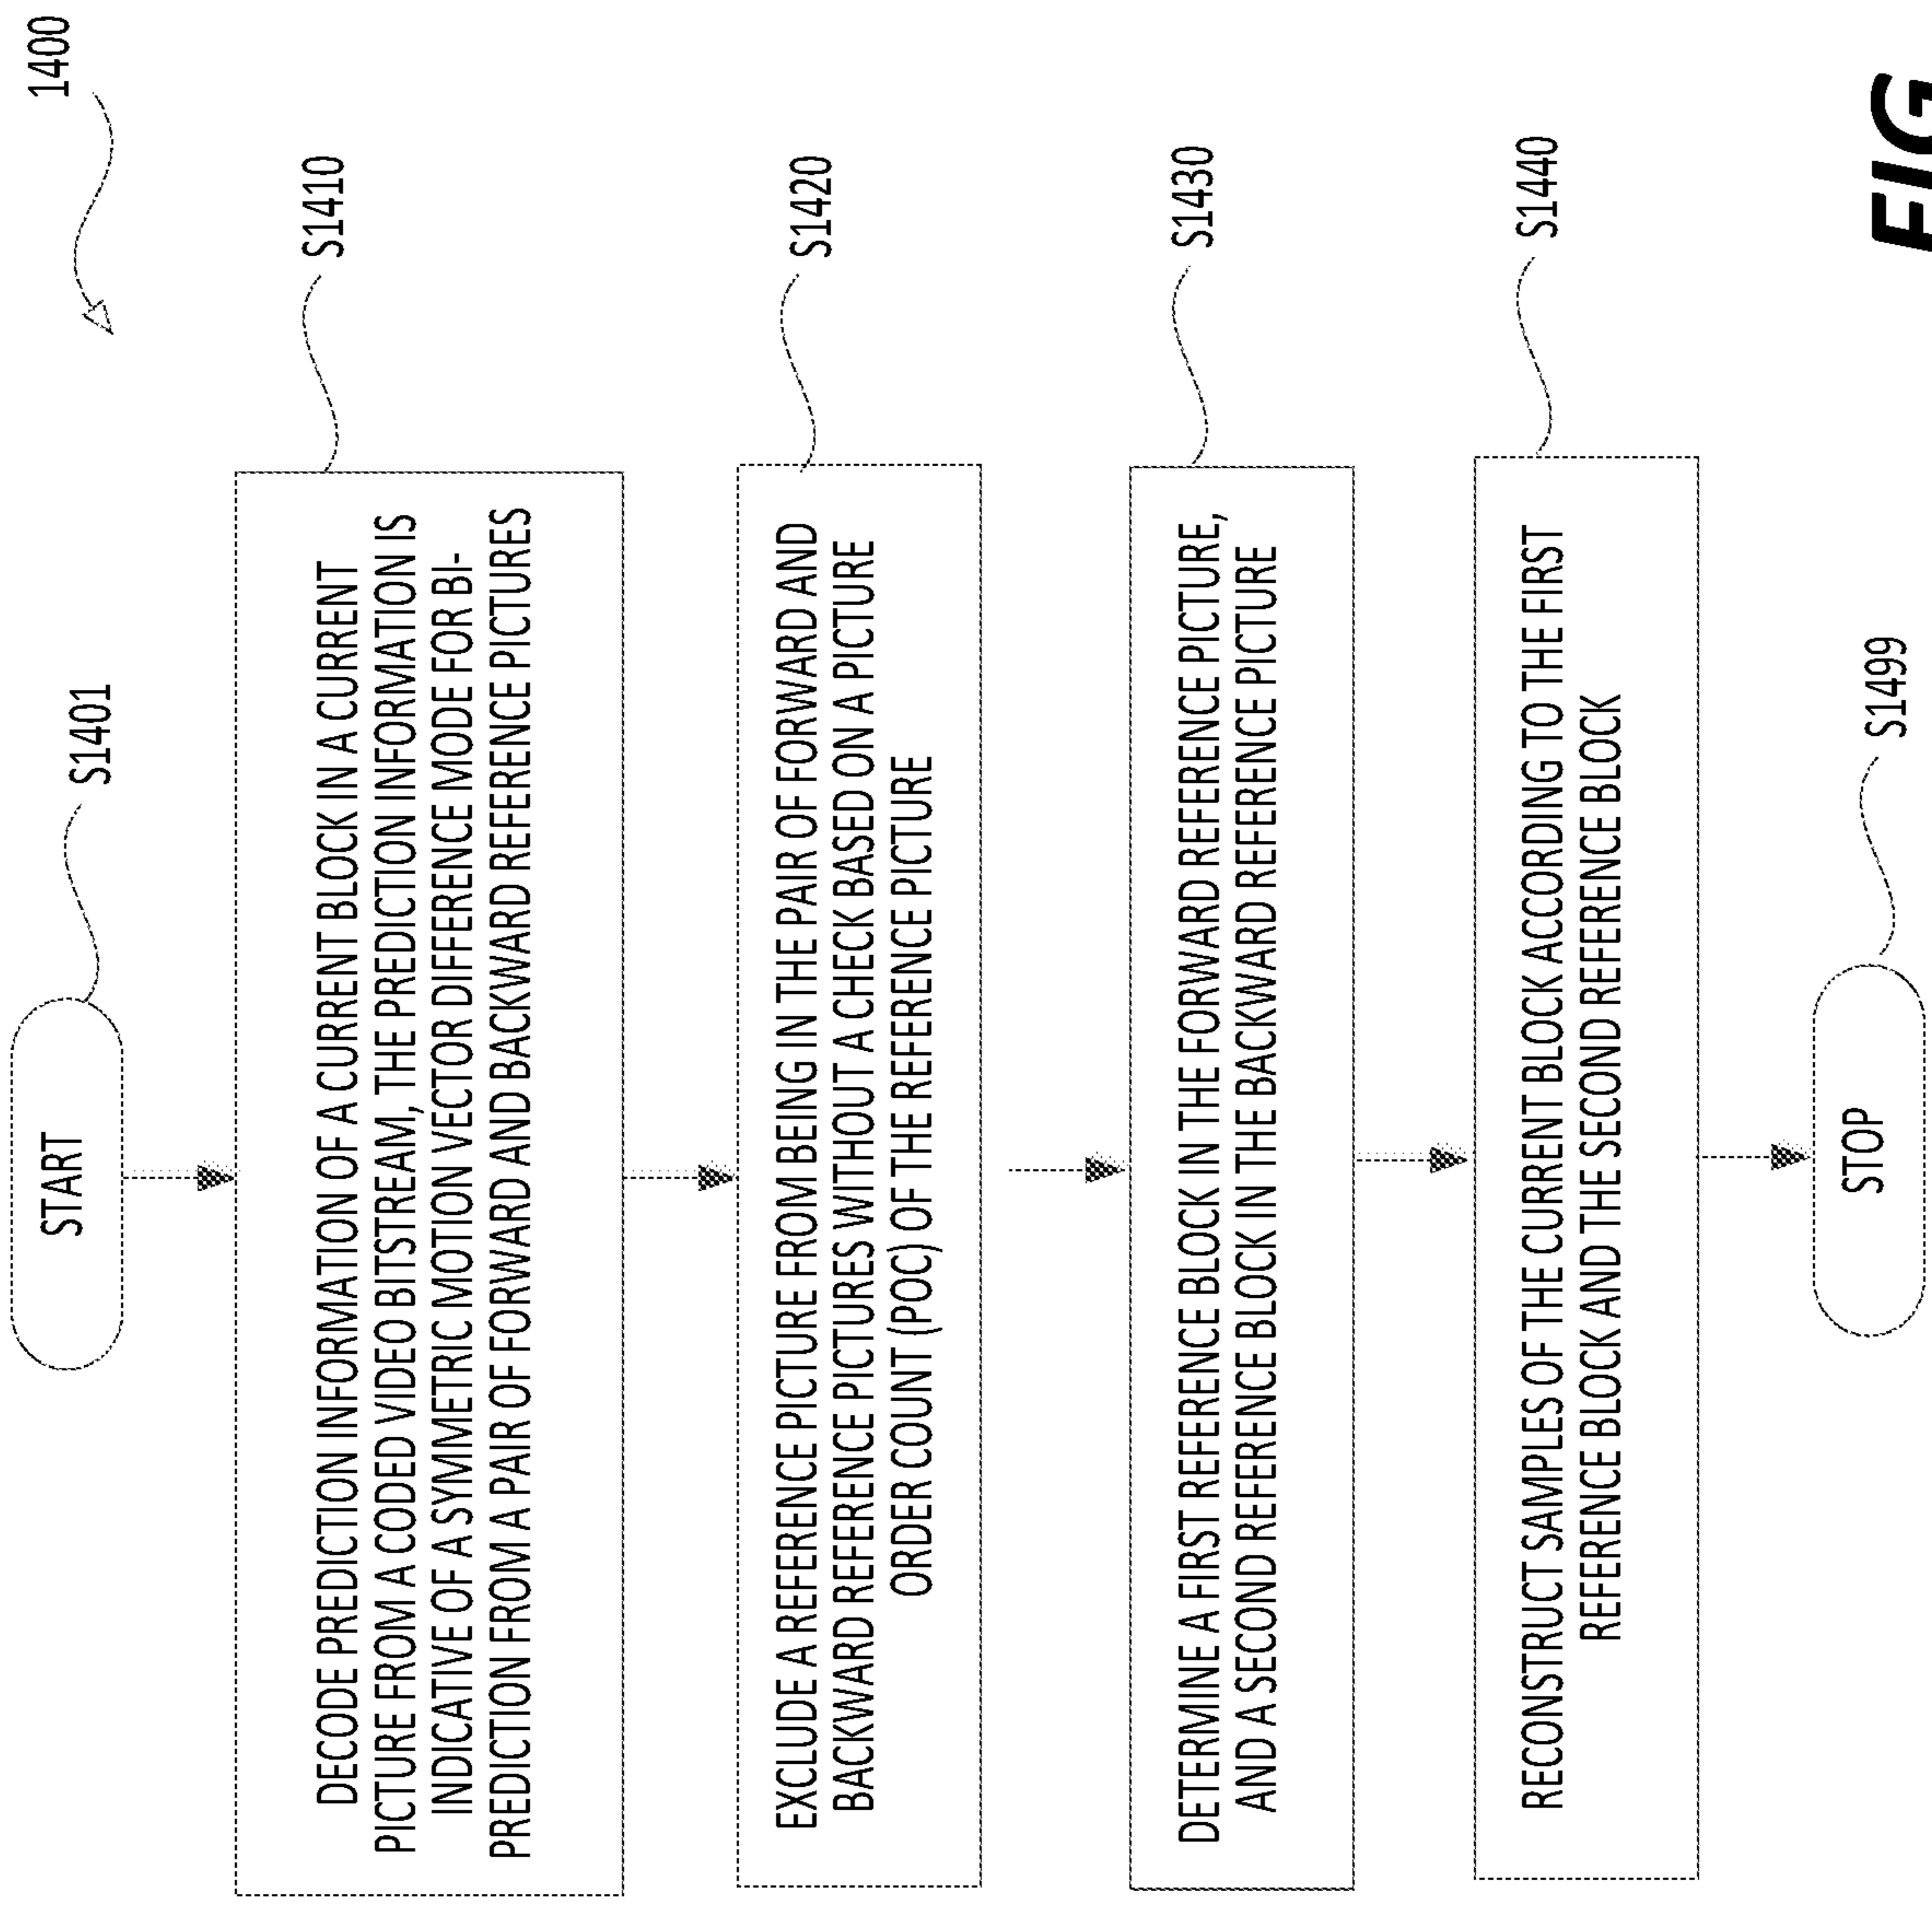 1400
START
S1401
DECODE PREDICTION INFORMATION OF A CURRENT BLOCK IN A CURRENT
PICTURE FROM A CODED VIDEO BITSTREAM, THE PREDICTION INFORMATION IS
INDICATIVE OF A SYMMETRIC MOTION VECTOR DIFFERENCE MODE FOR BI-
PREDICTION FROM A PAIR OF FORWARD AND BACKWARD REFERENCE PICTURES
S1410
EXCLUDE A REFERENCE PICTURE FROM BEING IN THE PAIR OF FORWARD AND
BACKWARD REFERENCE PICTURES WITHOUT A CHECK BASED ON A PICTURE
ORDER COUNT (POC) OF THE REFERENCE PICTURE
S1420
DETERMINE A FIRST REFERENCE BLOCK IN THE FORWARD REFERENCE PICTURE,
AND A SECOND REFERENCE BLOCK IN THE BACKWARD REFERENCE PICTURE
S1430
RECONSTRUCT SAMPLES OF THE CURRENT BLOCK ACCORDING TO THE FIRST
REFERENCE BLOCK AND THE SECOND REFERENCE BLOCK
S1440
STOP
S1499
FIG